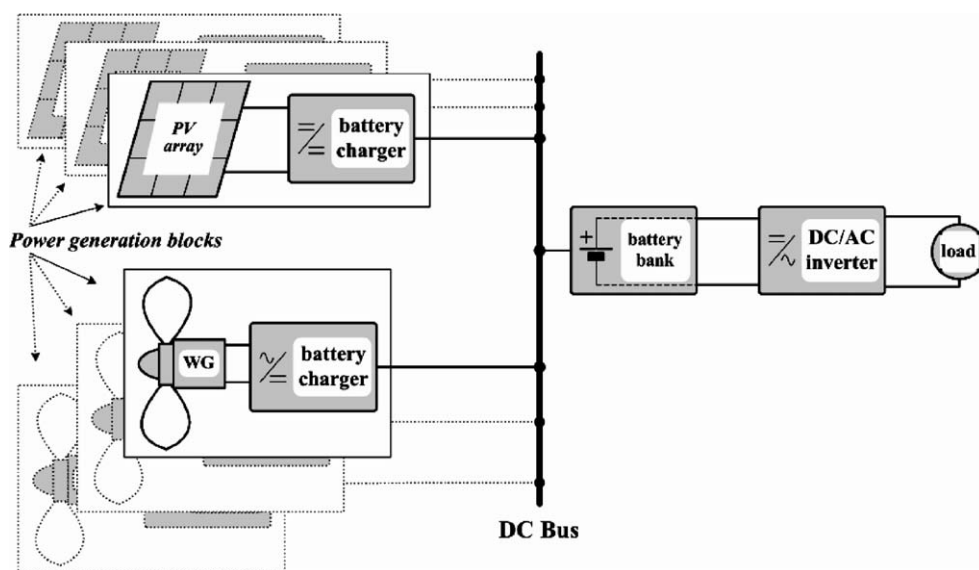 PV
array
battery
charger
Power generation blocks
+
battery
bank
DC/AC
inverter
load
WG
battery
charger
DC Bus